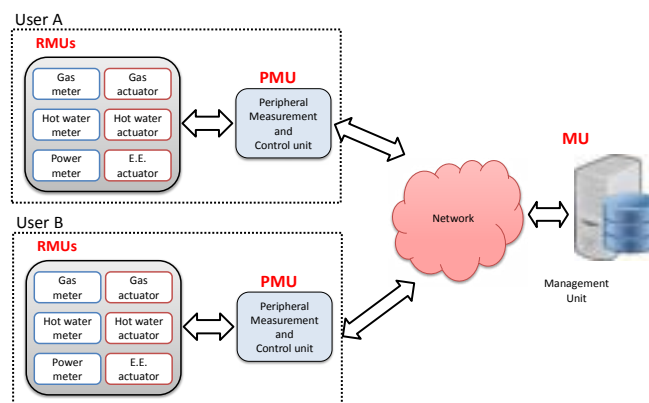 User A
RMUs
Gas
meter
Gas
actuator
Hot water
meter
Hot water
actuator
Power
meter
E.E.
actuator
PMU
Peripheral
Measurement
and
Control unit
MU
Network
Management
Unit
User B
RMUs
Gas
meter
Gas
actuator
Hot water
meter
Hot water
actuator
Power
meter
E.E.
actuator
PMU
Peripheral
Measurement
and
Control unit